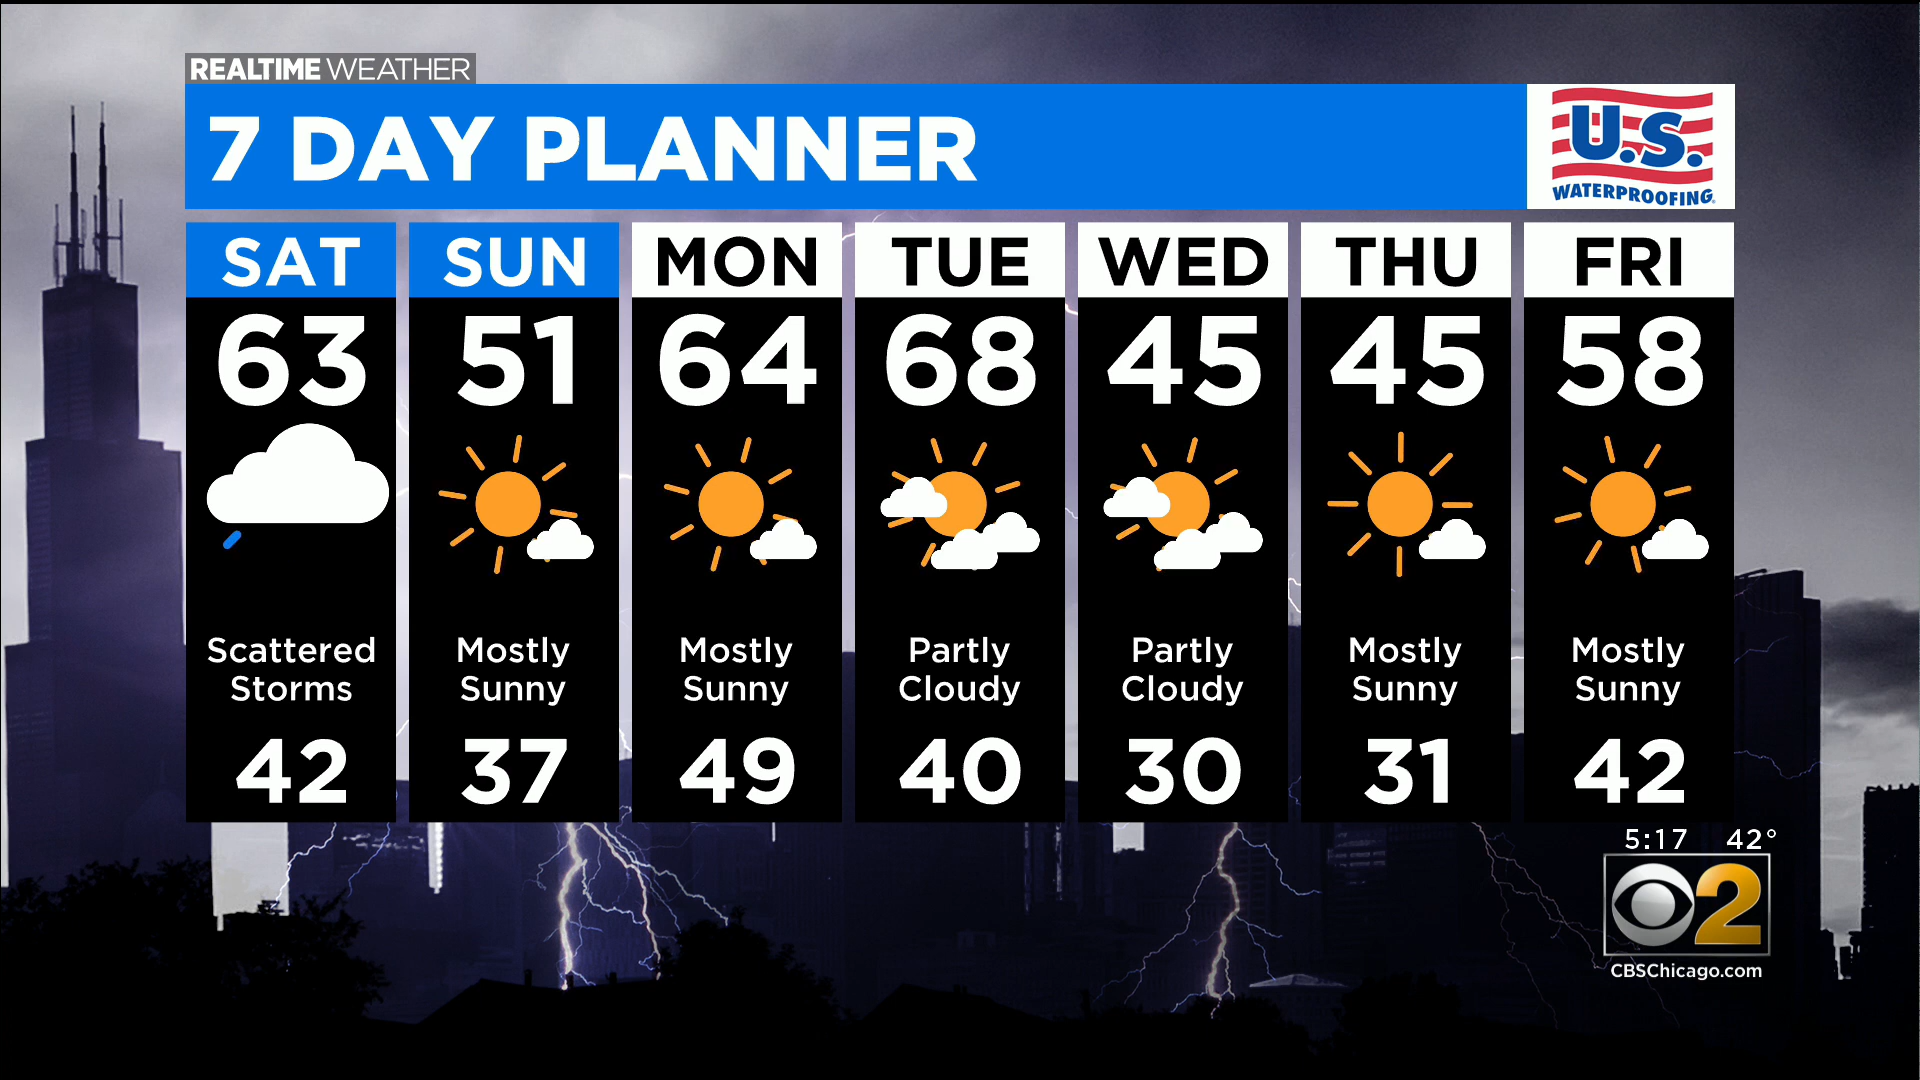 REALTIME WEATHER
7 DAY PLANNER
U.S.
WATERPROOFING
SAT SUN MON TUE WED THU FRI
63 51 64 68 45 45 58
Scattered Mostly Mostly Partly Partly Mostly Mostly
Storms Sunny Sunny Cloudy Cloudy Sunny Sunny
42 37 49 40 30 31 42
5:17 42°
2
CBSChicago.com